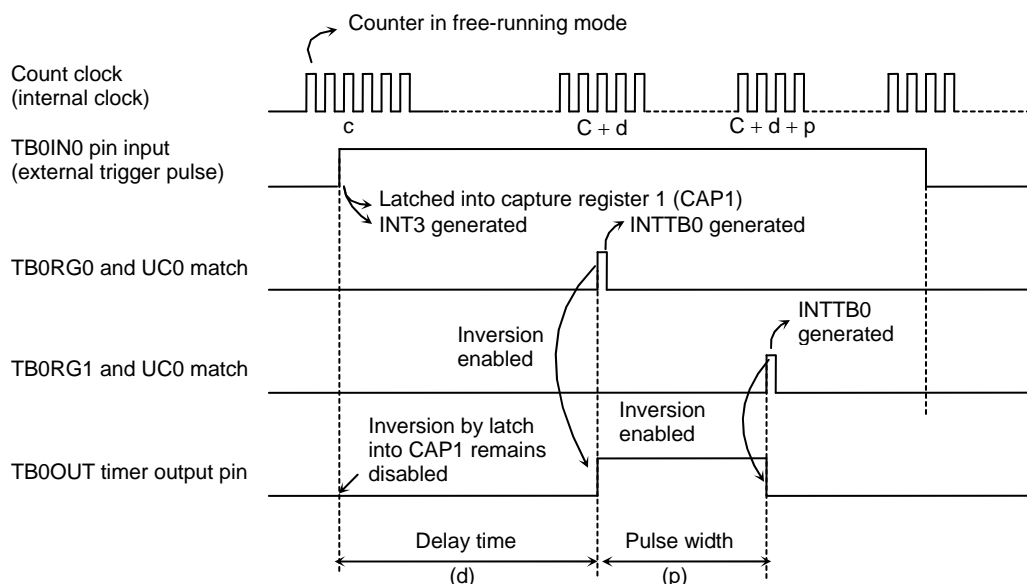 Counter in free-running mode
Count clock
(internal clock)
c
C + d
C + d + p
TB0IN0 pin input
(external trigger pulse)
Latched into capture register 1 (CAP1)
INT3 generated
INTTB0 generated
TB0RG0 and UC0 match
Inversion
enabled
INTTB0
generated
TB0RG1 and UC0 match
Inversion
enabled
Inversion by latch
into CAP1 remains
disabled
TB0OUT timer output pin
Delay time
(d)
Pulse width
(p)